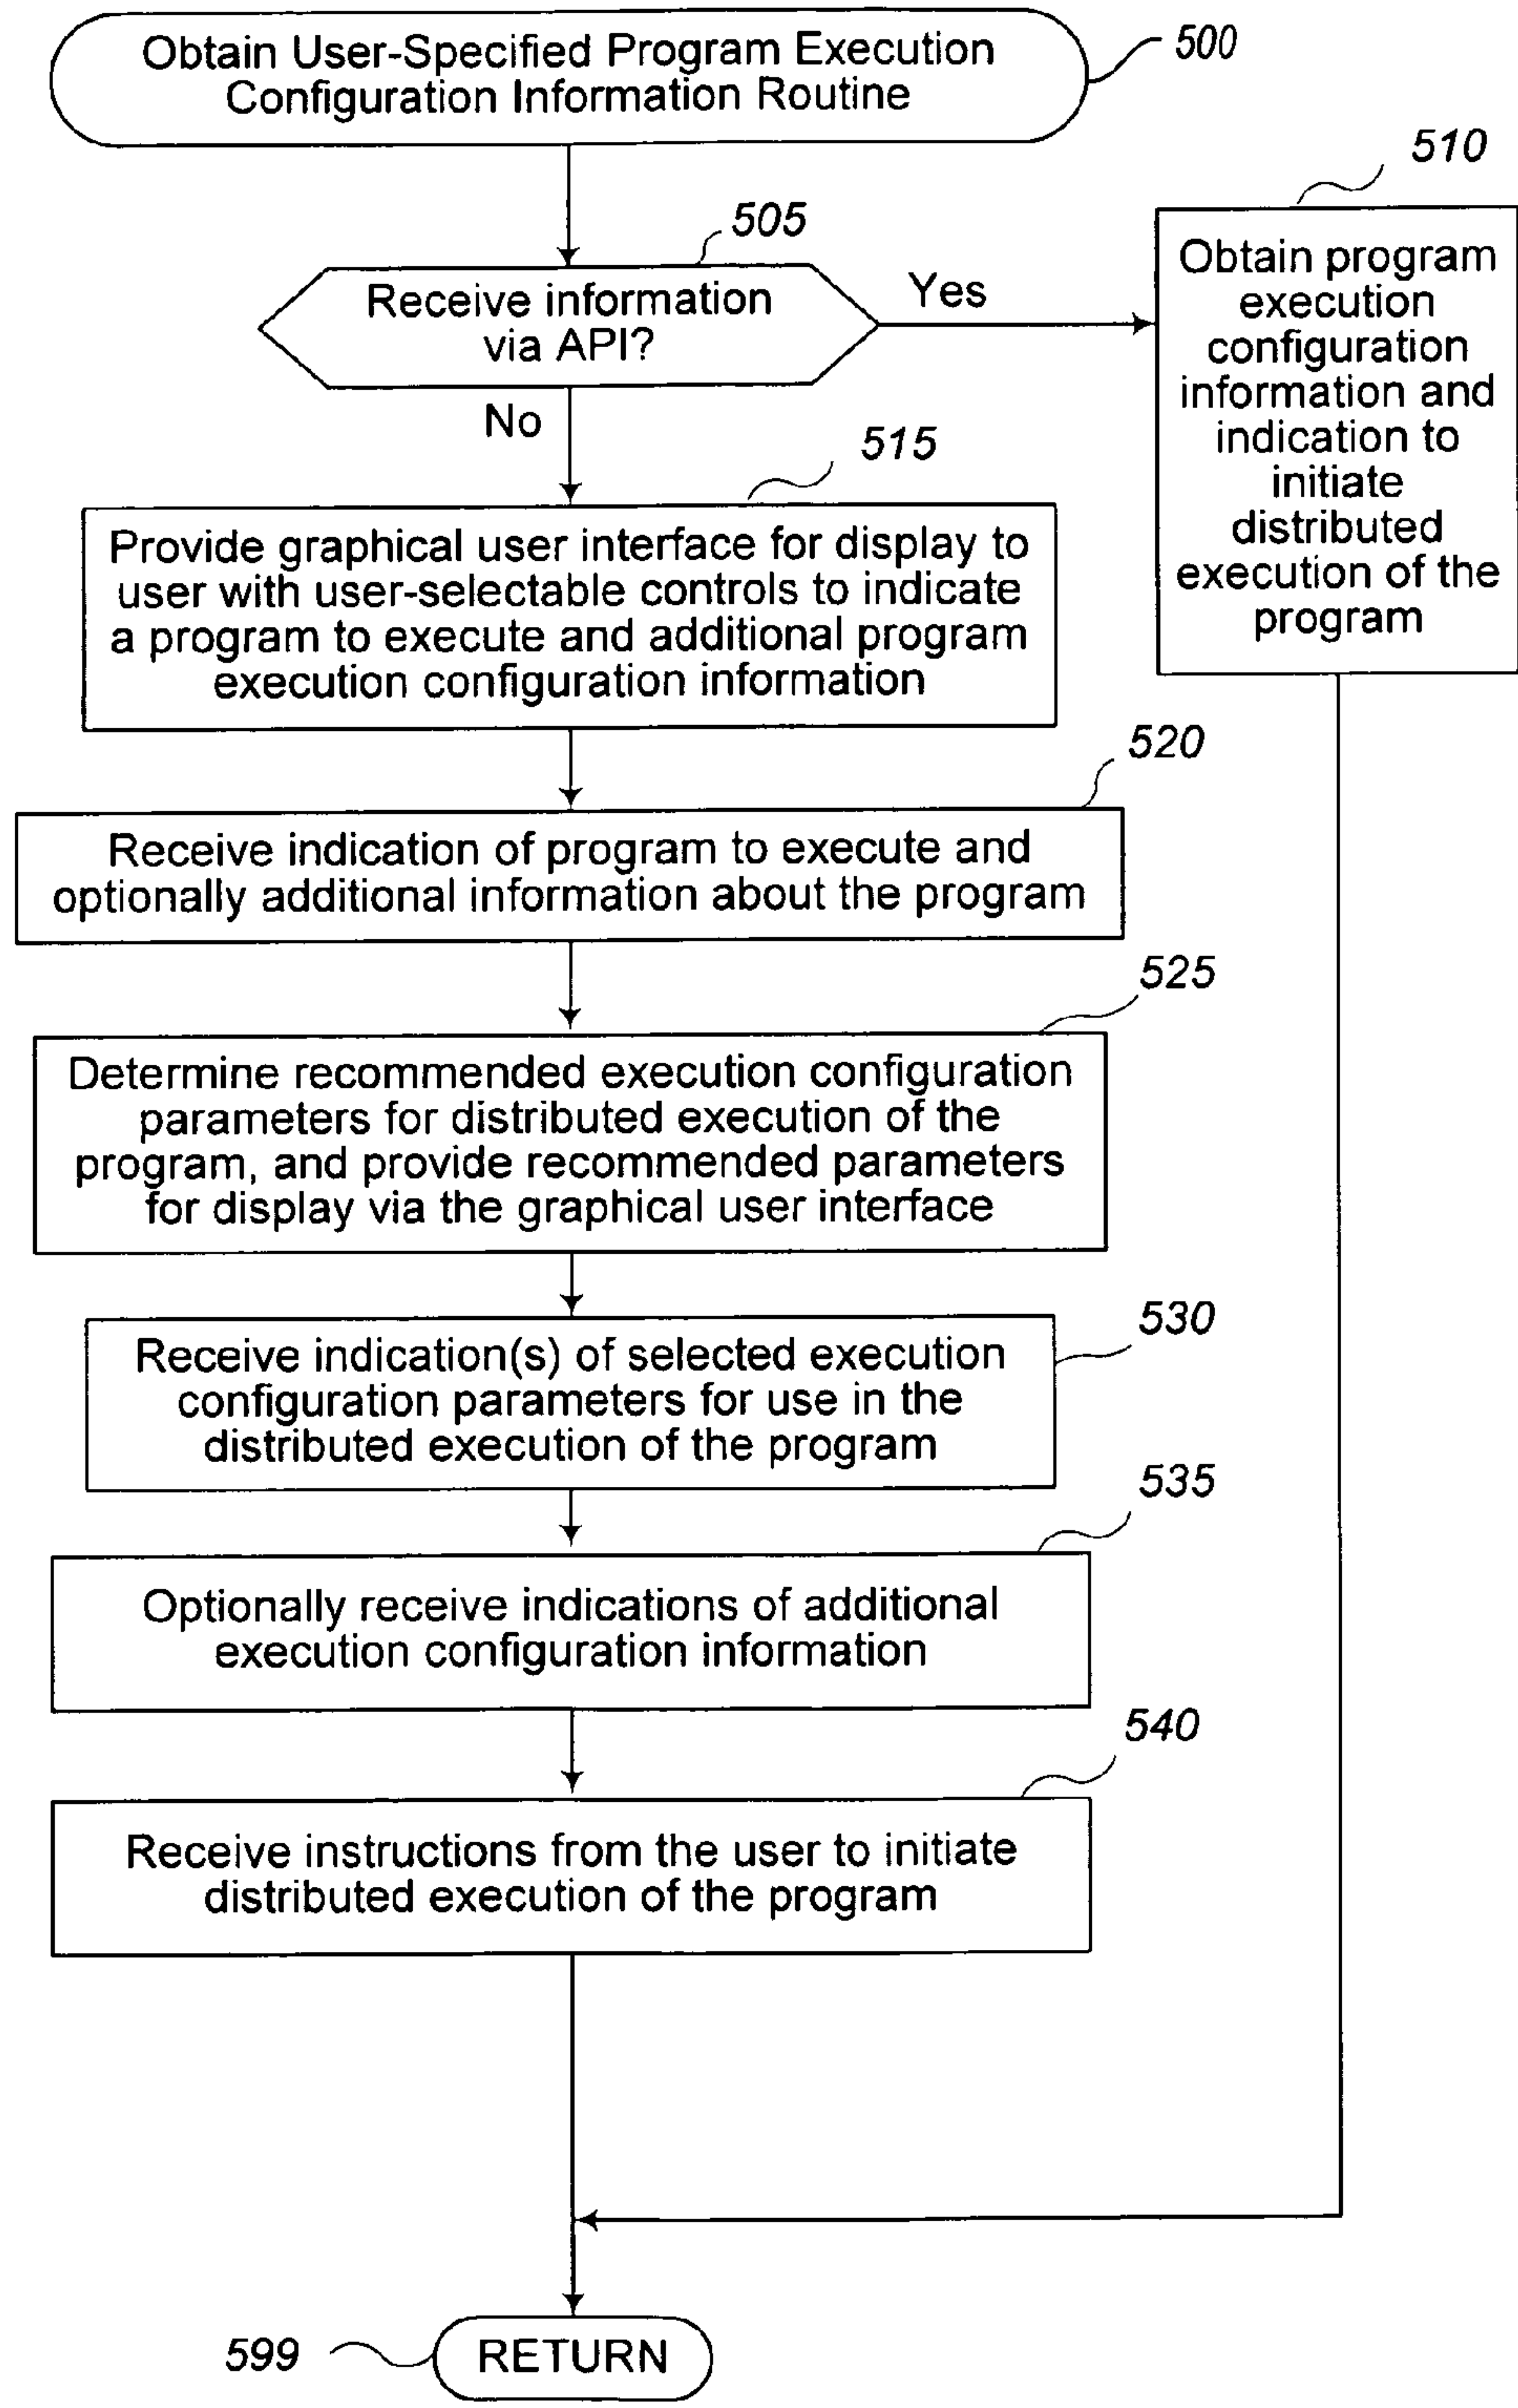 Obtain User-Specified Program Execution
Configuration Information Routine
500
505
Receive information
via API?
Yes
No
510
Obtain program
execution
configuration
information and
indication to
initiate
distributed
execution of the
program
515
Provide graphical user interface for display to
user with user-selectable controls to indicate
a program to execute and additional program
execution configuration information
520
Receive indication of program to execute and
optionally additional information about the program
525
Determine recommended execution configuration
parameters for distributed execution of the
program, and provide recommended parameters
for display via the graphical user interface
530
Receive indication(s) of selected execution
configuration parameters for use in the
distributed execution of the program
535
Optionally receive indications of additional
execution configuration information
540
Receive instructions from the user to initiate
distributed execution of the program
599
RETURN